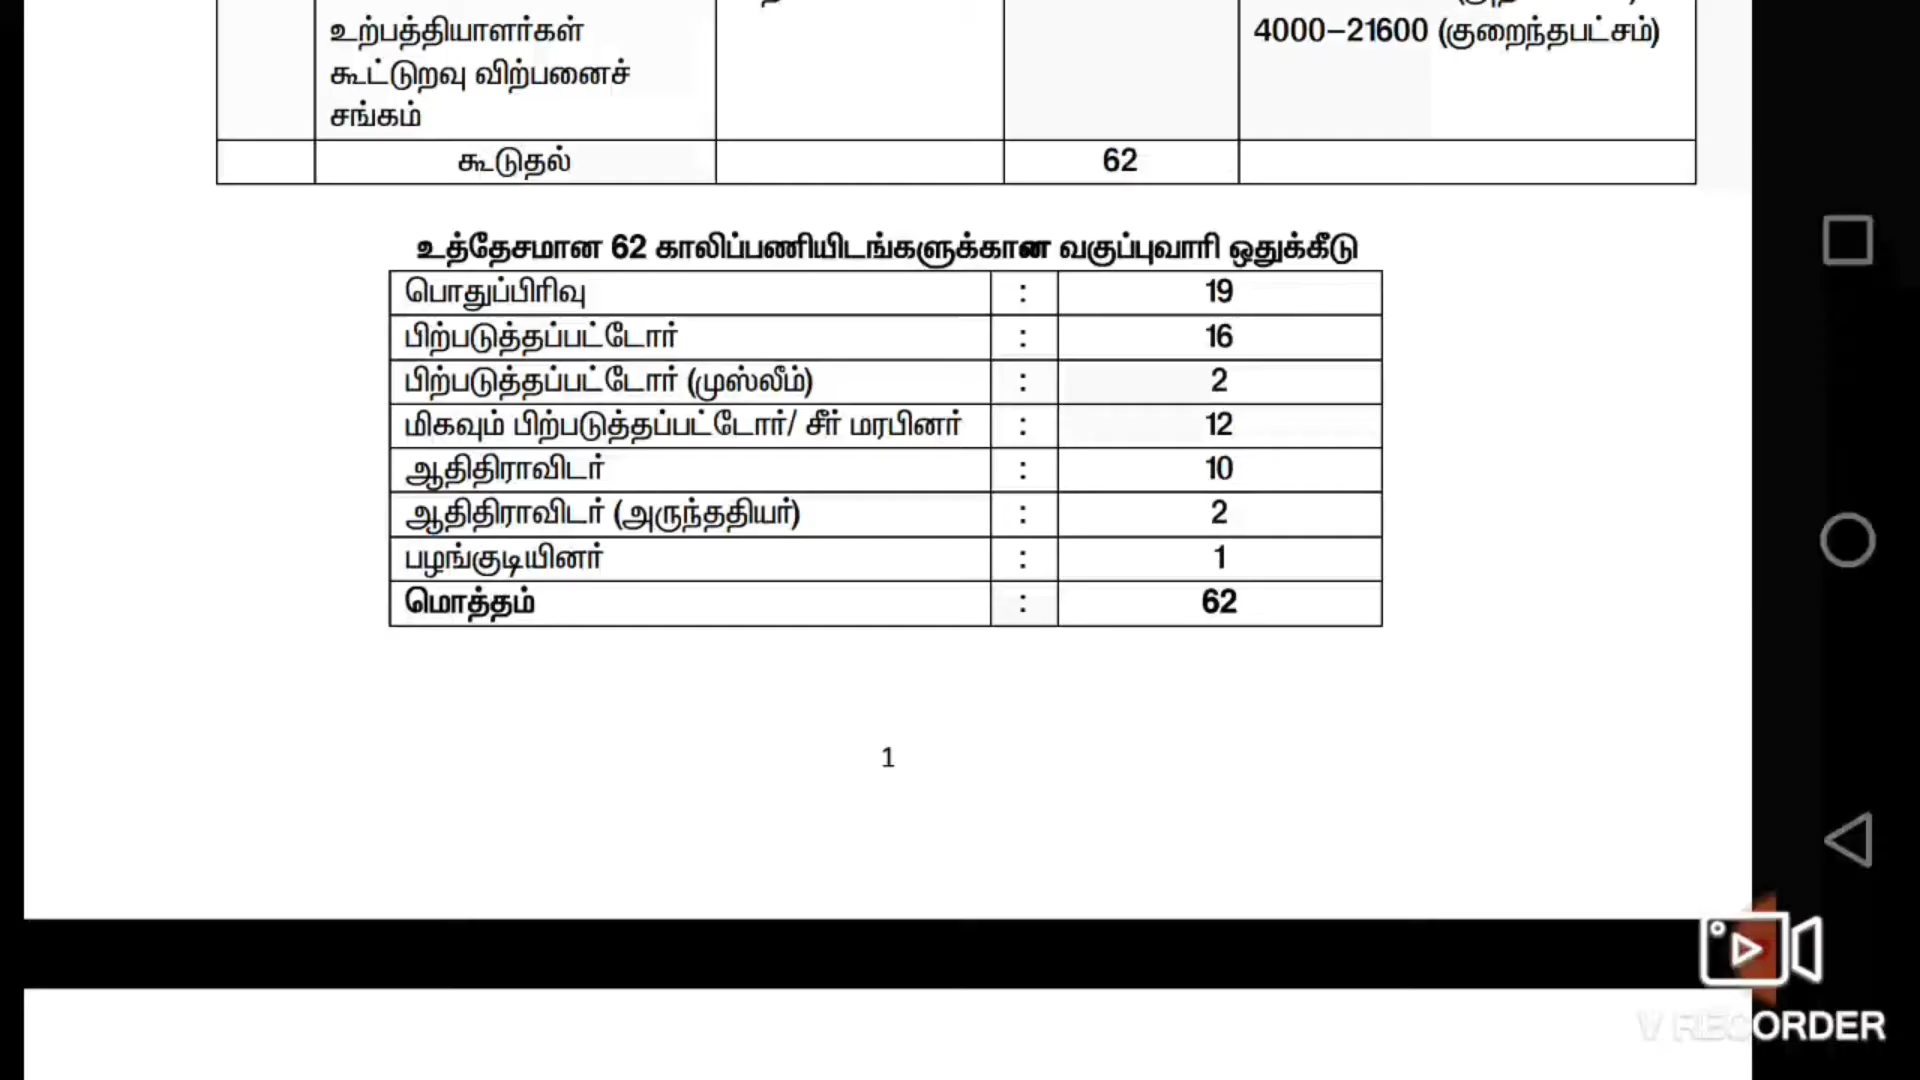 உற்பத்தியாளர்கள்
கூட்டுறவு விற்பனைச்
சங்கம்
4000–21600 (குறைந்தபட்சம்)
கூடுதல் 62
உத்தேசமான 62 காலிப்பணியிடங்களுக்கான வகுப்புவாரி ஒதுக்கீடு
பொதுப்பிரிவு : 19
பிற்படுத்தப்பட்டோர் : 16
பிற்படுத்தப்பட்டோர் (முஸ்லீம்) : 2
மிகவும் பிற்படுத்தப்பட்டோர்/ சீர் மரபினர் : 12
ஆதிதிராவிடர் : 10
ஆதிதிராவிடர் (அருந்ததியர்) : 2
பழங்குடியினர் : 1
மொத்தம் : 62
1
V RECORDER